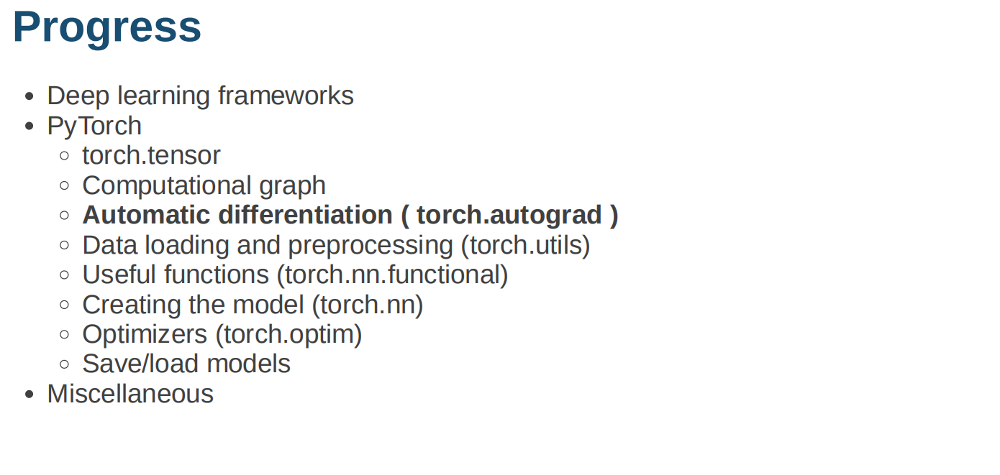 Progress
Deep learning frameworks
PyTorch
torch.tensor
Computational graph
Automatic differentiation ( torch.autograd )
Data loading and preprocessing (torch.utils)
Useful functions (torch.nn.functional)
Creating the model (torch.nn)
Optimizers (torch.optim)
Save/load models
Miscellaneous